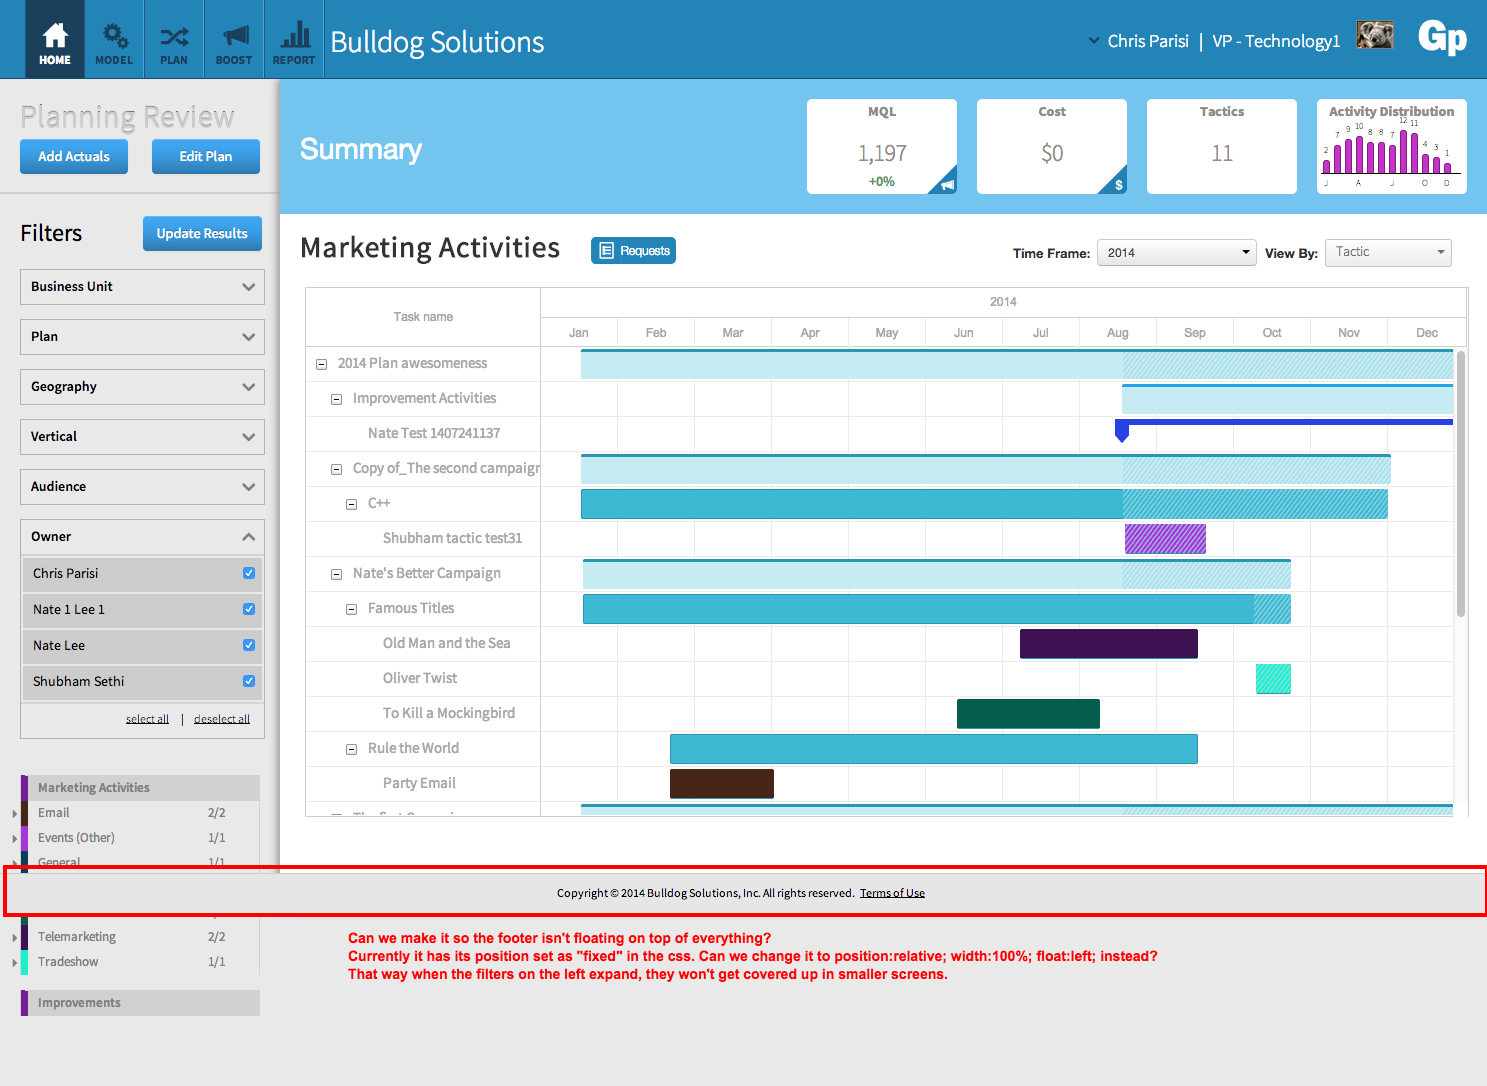 HOME
MODEL
PLAN
BOOST
REPORT
Bulldog Solutions
Chris Parisi | VP - Technology1
Gp
Planning Review
Add Actuals
Edit Plan
Summary
MQL
1,197
+0%
Cost
$0
$
Tactics
11
Activity Distribution
2 7 9 10 8 8 7 12 11 4 3 1
J A J O D
Filters
Update Results
Business Unit
Plan
Geography
Vertical
Audience
Owner
Chris Parisi
Nate 1 Lee 1
Nate Lee
Shubham Sethi
select all | deselect all
Marketing Activities
Email 2/2
Events (Other) 1/1
General 1/1
Telemarketing 2/2
Tradeshow 1/1
Improvements
Marketing Activities
Requests
Time Frame: 2014
View By: Tactic
Task name
2014
Jan Feb Mar Apr May Jun Jul Aug Sep Oct Nov Dec
2014 Plan awesomeness
Improvement Activities
Nate Test 1407241137
Copy of_The second campaign
C++
Shubham tactic test31
Nate's Better Campaign
Famous Titles
Old Man and the Sea
Oliver Twist
To Kill a Mockingbird
Rule the World
Party Email
Copyright © 2014 Bulldog Solutions, Inc. All rights reserved. Terms of Use
Can we make it so the footer isn't floating on top of everything?
Currently it has its position set as "fixed" in the css. Can we change it to position:relative; width:100%; float:left; instead?
That way when the filters on the left expand, they won't get covered up in smaller screens.